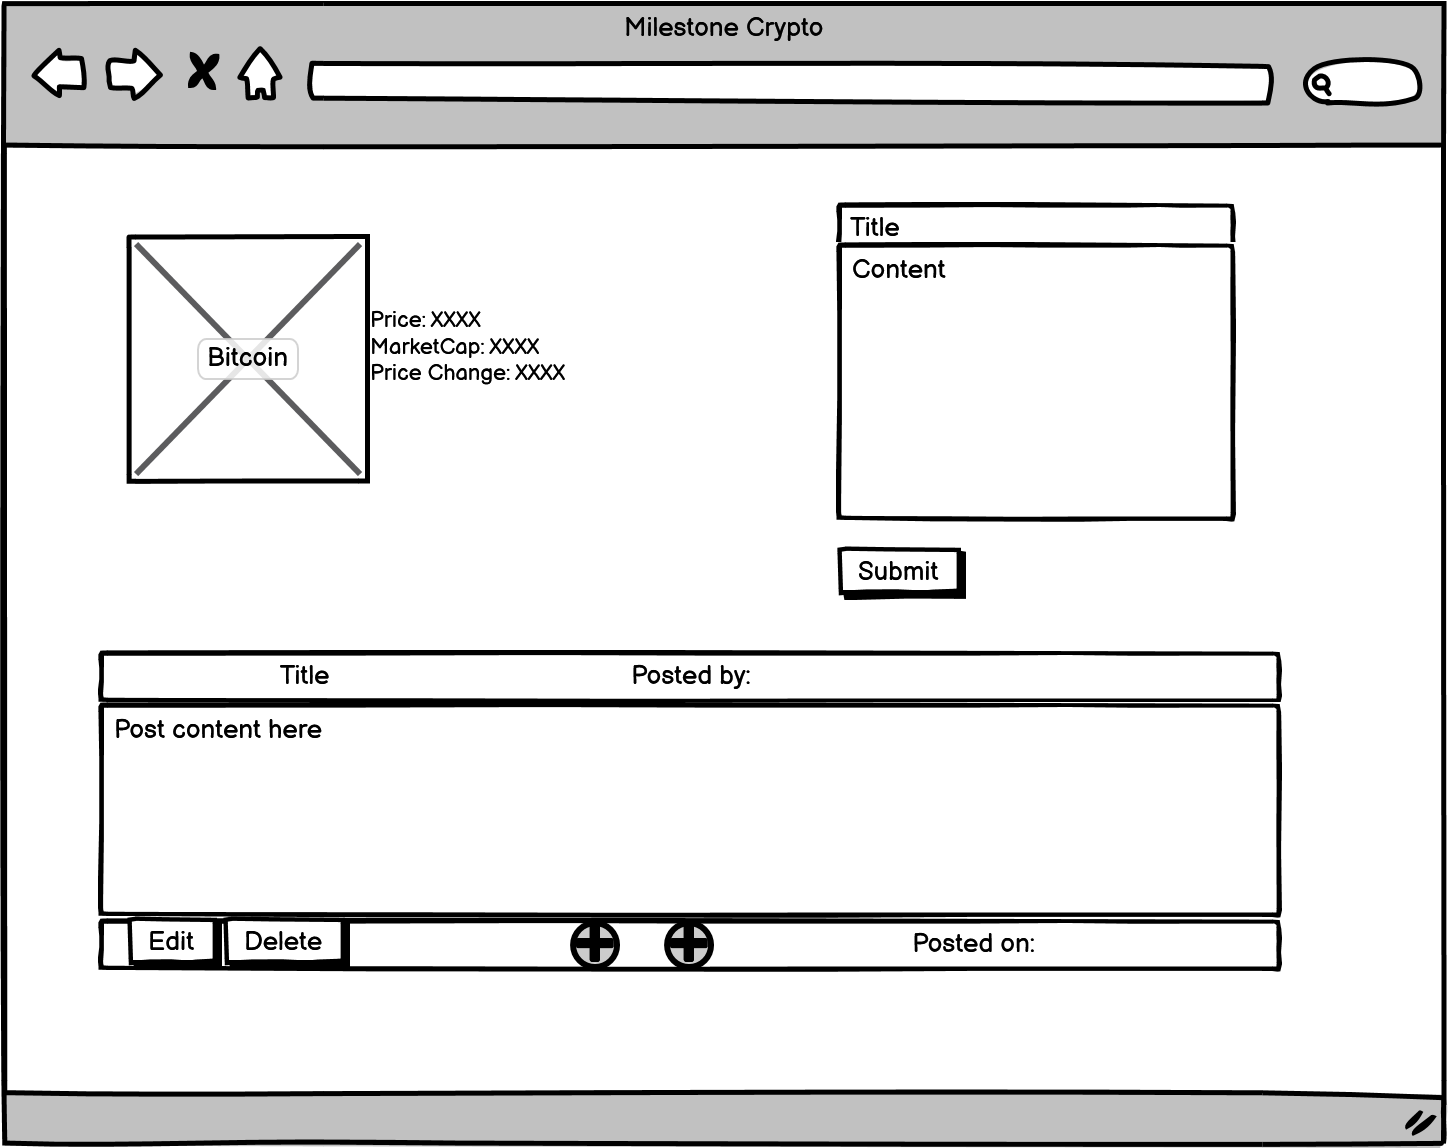 Milestone Crypto
Bitcoin
Price: XXXX
MarketCap: XXXX
Price Change: XXXX
Title
Content
Submit
Title Posted by:
Post content here
Edit Delete Posted on: